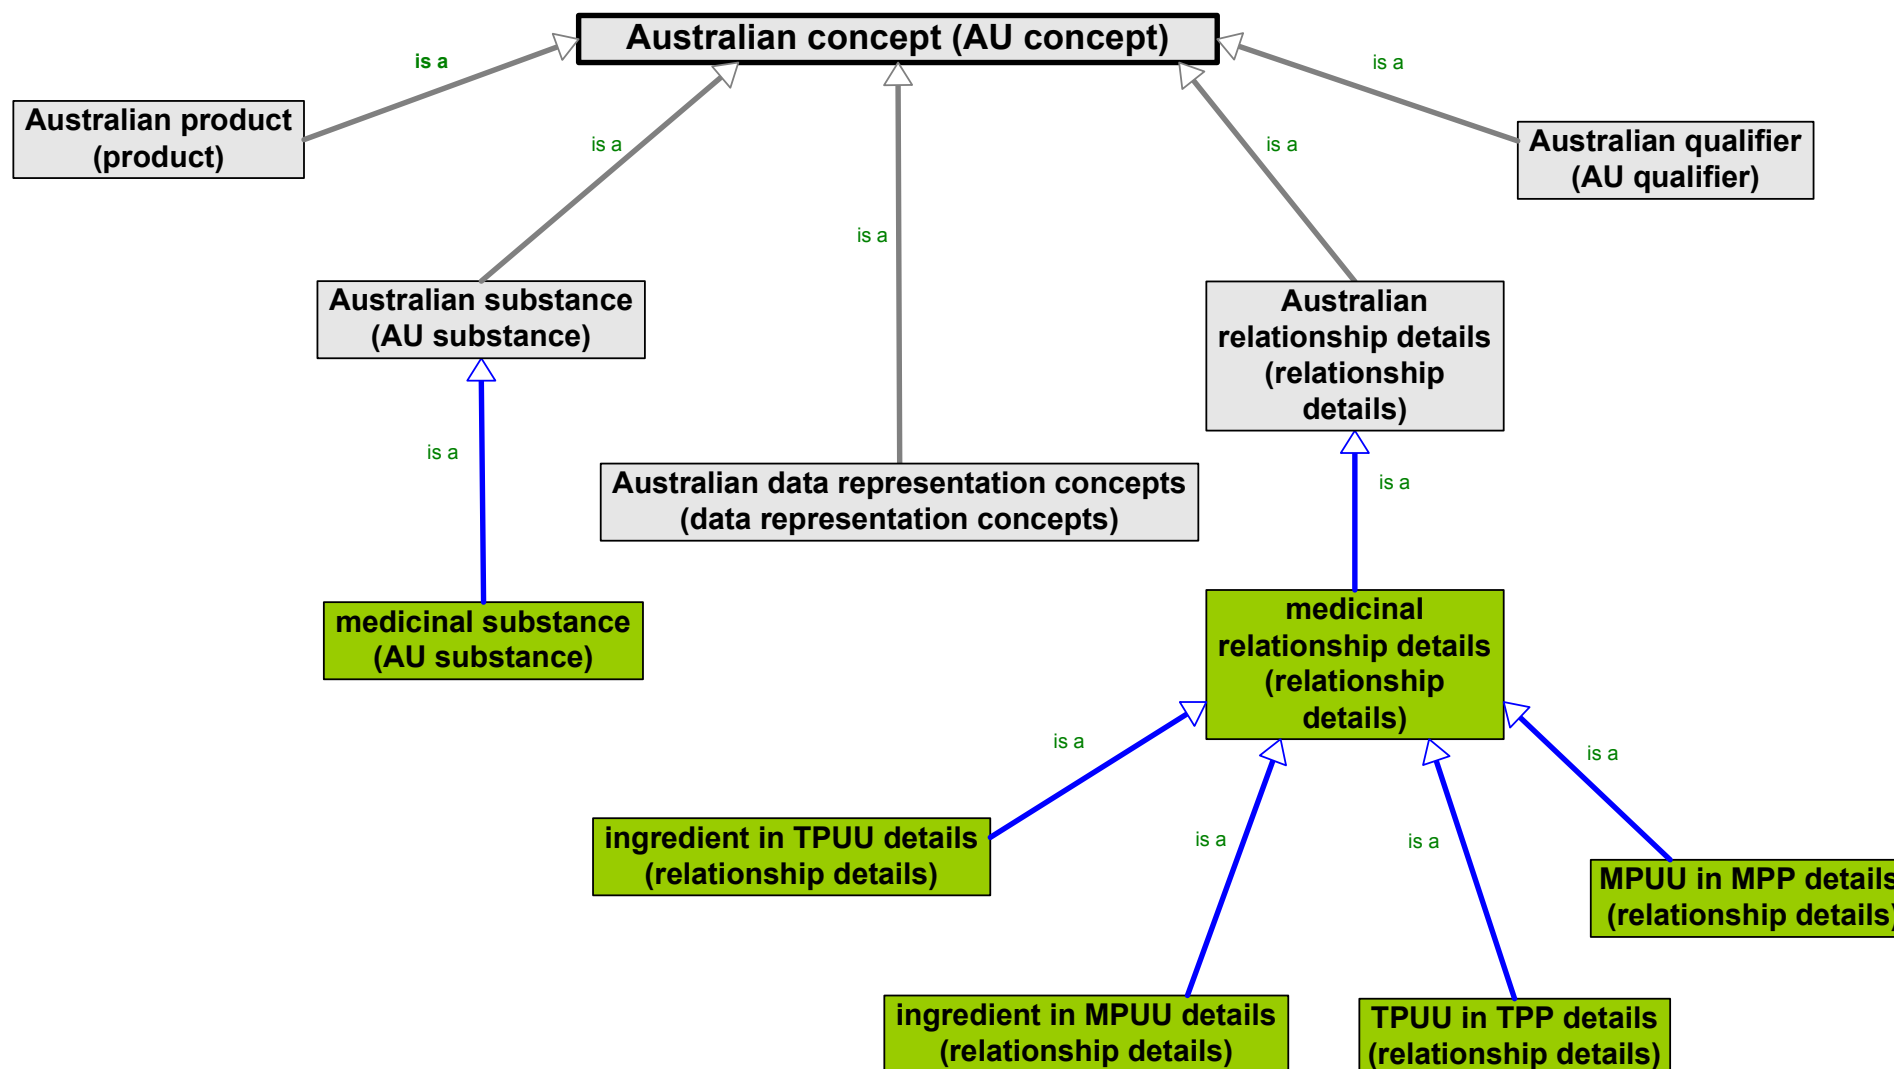 Australian concept (AU concept)
is a
is a
Australian product
(product)
Australian qualifier
(AU qualifier)
is a
is a
is a
Australian substance
(AU substance)
Australian
relationship details
(relationship
details)
is a
is a
Australian data representation concepts
(data representation concepts)
medicinal substance
(AU substance)
medicinal
relationship details
(relationship
details)
is a
is a
is a
is a
ingredient in TPUU details
(relationship details)
MPUU in MPP details
(relationship details)
ingredient in MPUU details
(relationship details)
TPUU in TPP details
(relationship details)